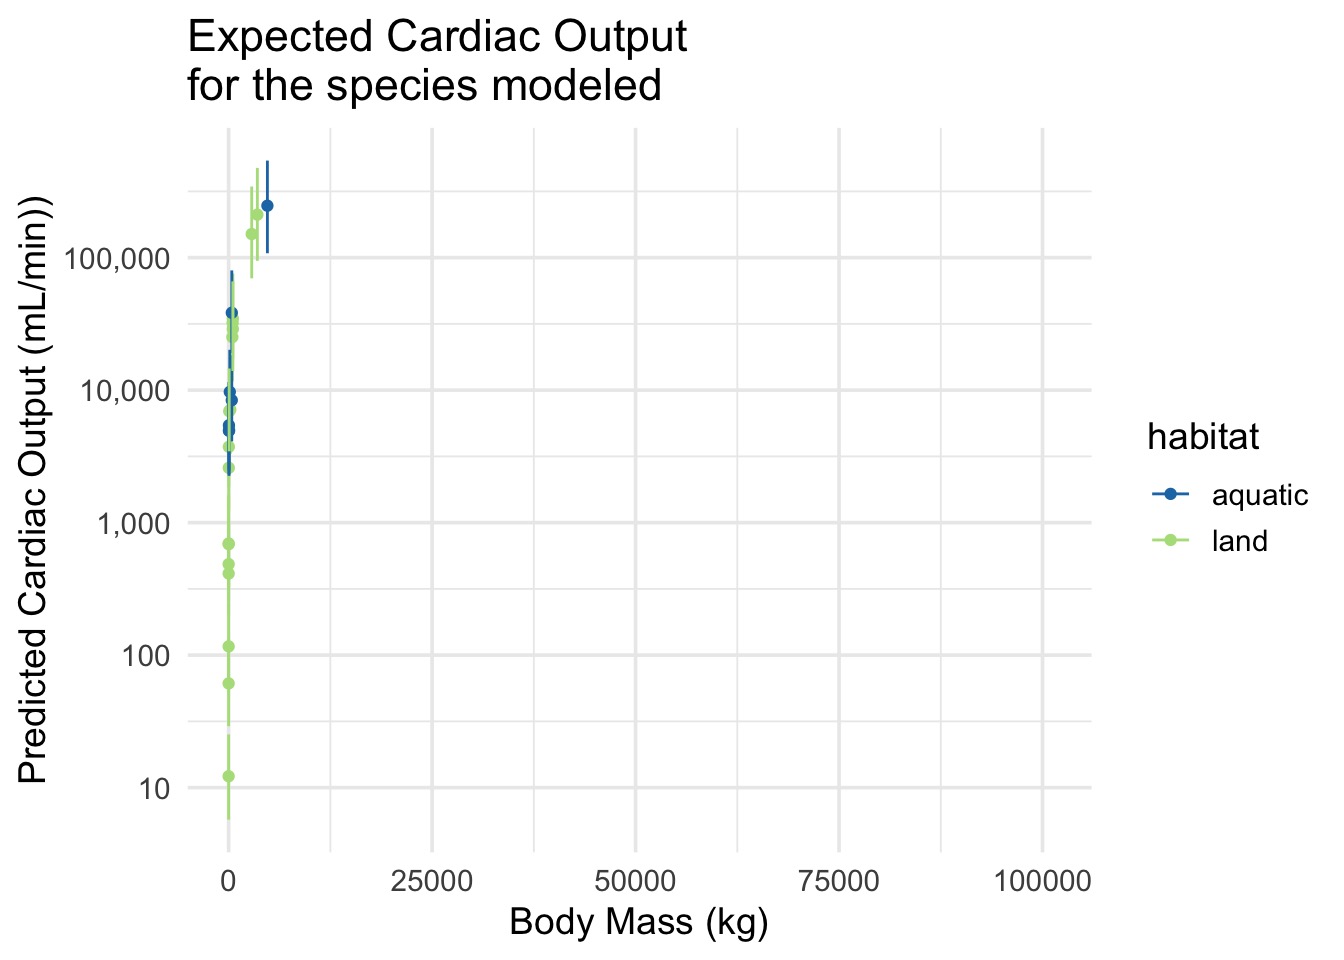 Expected Cardiac Output
for the species modeled
Predicted Cardiac Output (mL/min))
100,000
10,000
1,000
100
10
0
25000
50000
75000
100000
Body Mass (kg)
habitat
aquatic
land